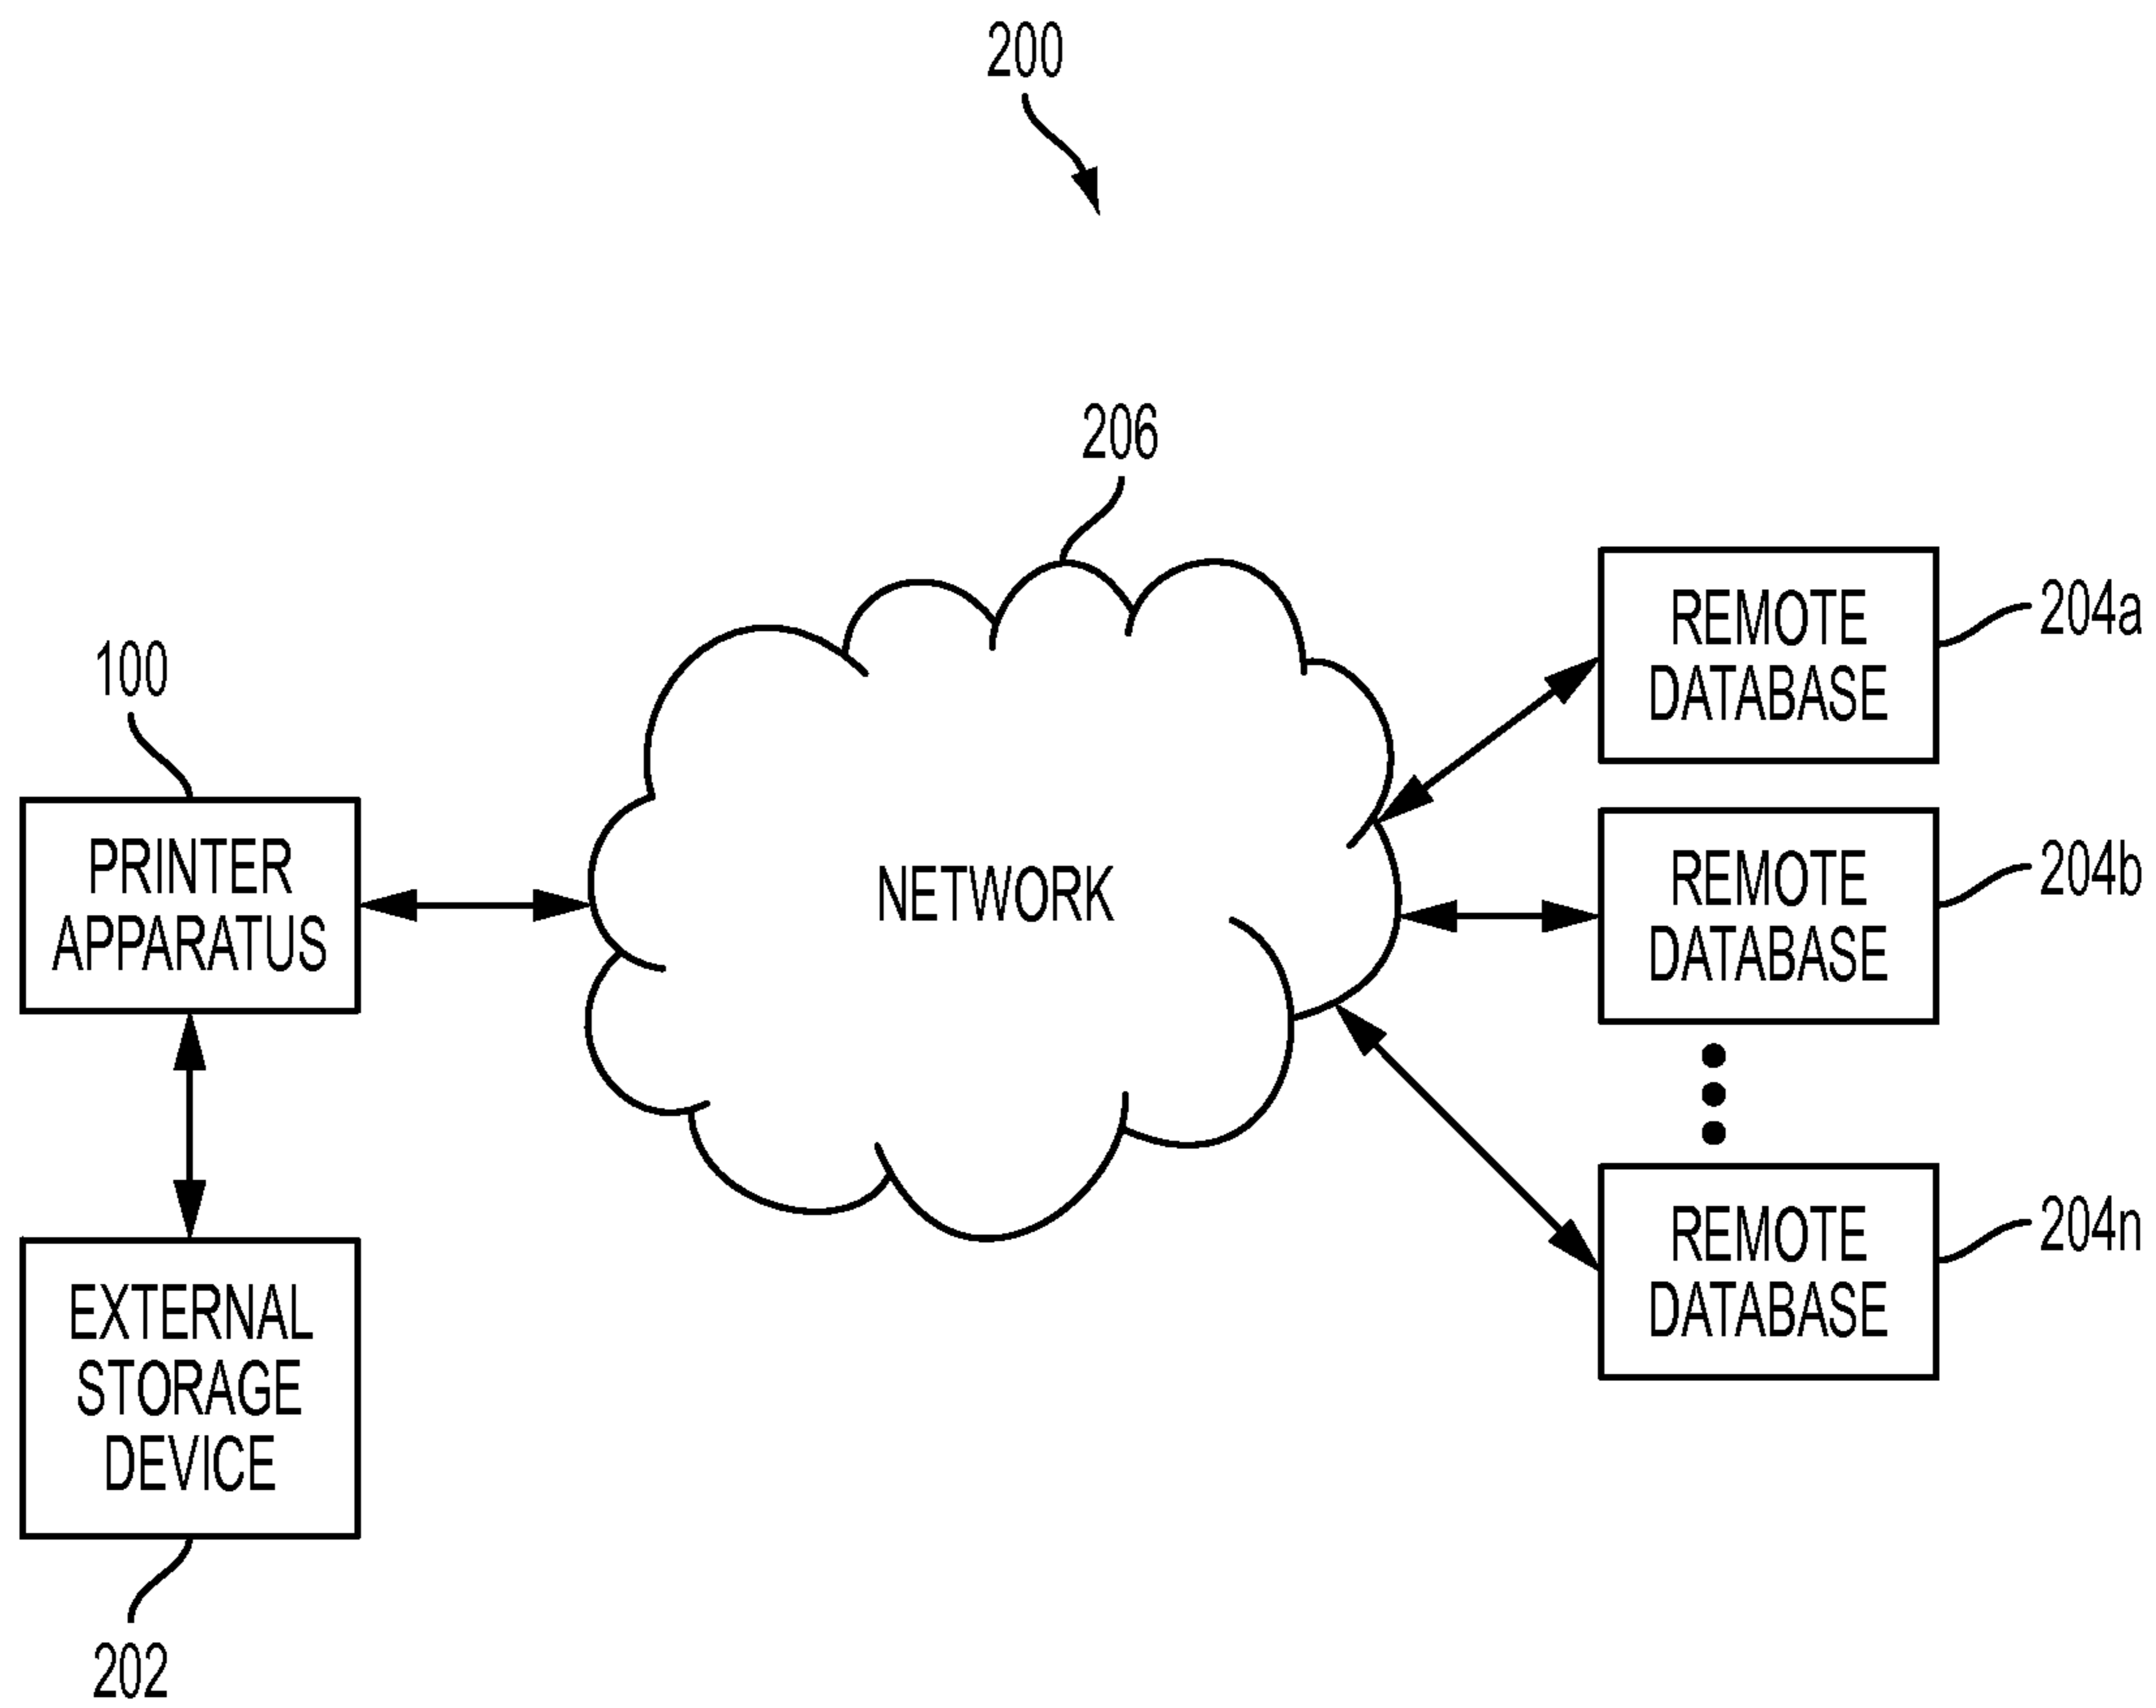 200
206
100
PRINTER
APPARATUS
NETWORK
REMOTE
DATABASE
204a
REMOTE
DATABASE
204b
REMOTE
DATABASE
204n
EXTERNAL
STORAGE
DEVICE
202